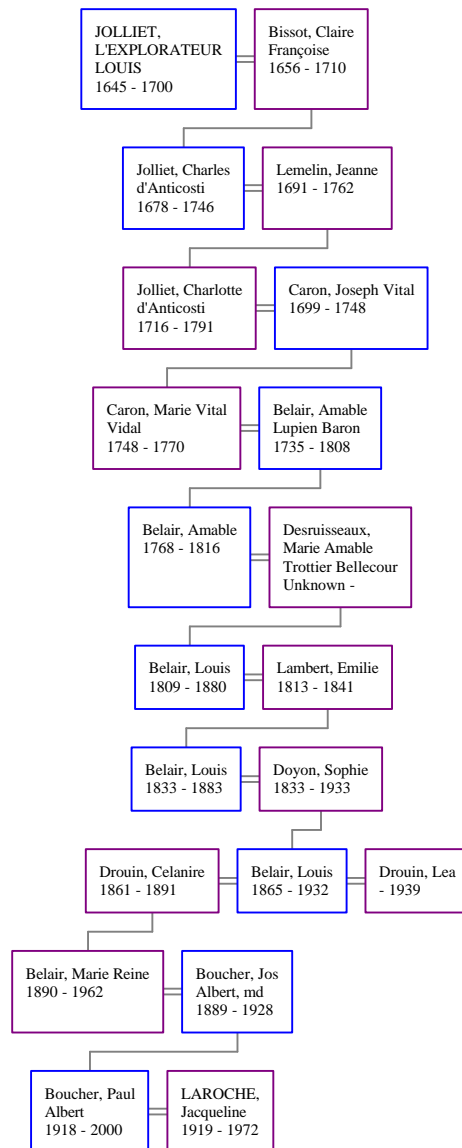 JOLLIET,
L'EXPLORATEUR
LOUIS
1645 - 1700
Bissot, Claire
Françoise
1656 - 1710
Jolliet, Charles
d'Anticosti
1678 - 1746
Lemelin, Jeanne
1691 - 1762
Jolliet, Charlotte
d'Anticosti
1716 - 1791
Caron, Joseph Vital
1699 - 1748
Caron, Marie Vital
Vidal
1748 - 1770
Belair, Amable
Lupien Baron
1735 - 1808
Belair, Amable
1768 - 1816
Desruisseaux,
Marie Amable
Trottier Bellecour
Unknown -
Belair, Louis
1809 - 1880
Lambert, Emilie
1813 - 1841
Belair, Louis
1833 - 1883
Doyon, Sophie
1833 - 1933
Drouin, Celanire
1861 - 1891
Belair, Louis
1865 - 1932
Drouin, Lea
- 1939
Belair, Marie Reine
1890 - 1962
Boucher, Jos
Albert, md
1889 - 1928
Boucher, Paul
Albert
1918 - 2000
LAROCHE,
Jacqueline
1919 - 1972